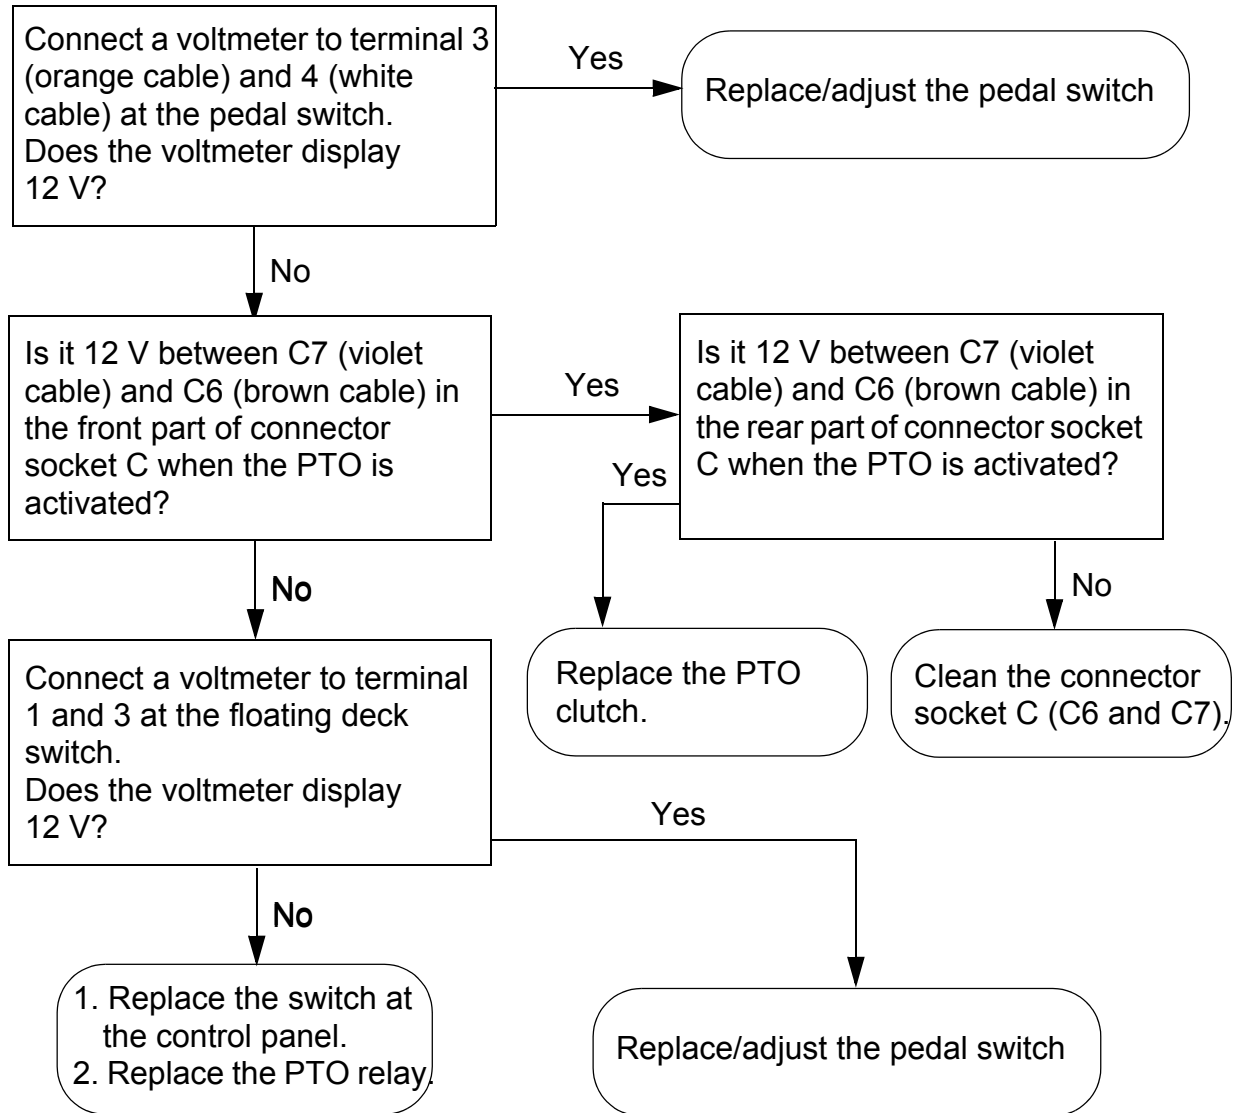 Connect a voltmeter to terminal 3
(orange cable) and 4 (white
cable) at the pedal switch.
Does the voltmeter display
12 V?
Yes
Replace/adjust the pedal switch
No
Is it 12 V between C7 (violet
cable) and C6 (brown cable) in
the front part of connector
socket C when the PTO is
activated?
Yes
Is it 12 V between C7 (violet
cable) and C6 (brown cable) in
the rear part of connector socket
C when the PTO is activated?
Yes
No
No
Replace the PTO
clutch.
Clean the connector
socket C (C6 and C7).
Connect a voltmeter to terminal
1 and 3 at the floating deck
switch.
Does the voltmeter display
12 V?
Yes
No
1. Replace the switch at
the control panel.
2. Replace the PTO relay.
Replace/adjust the pedal switch